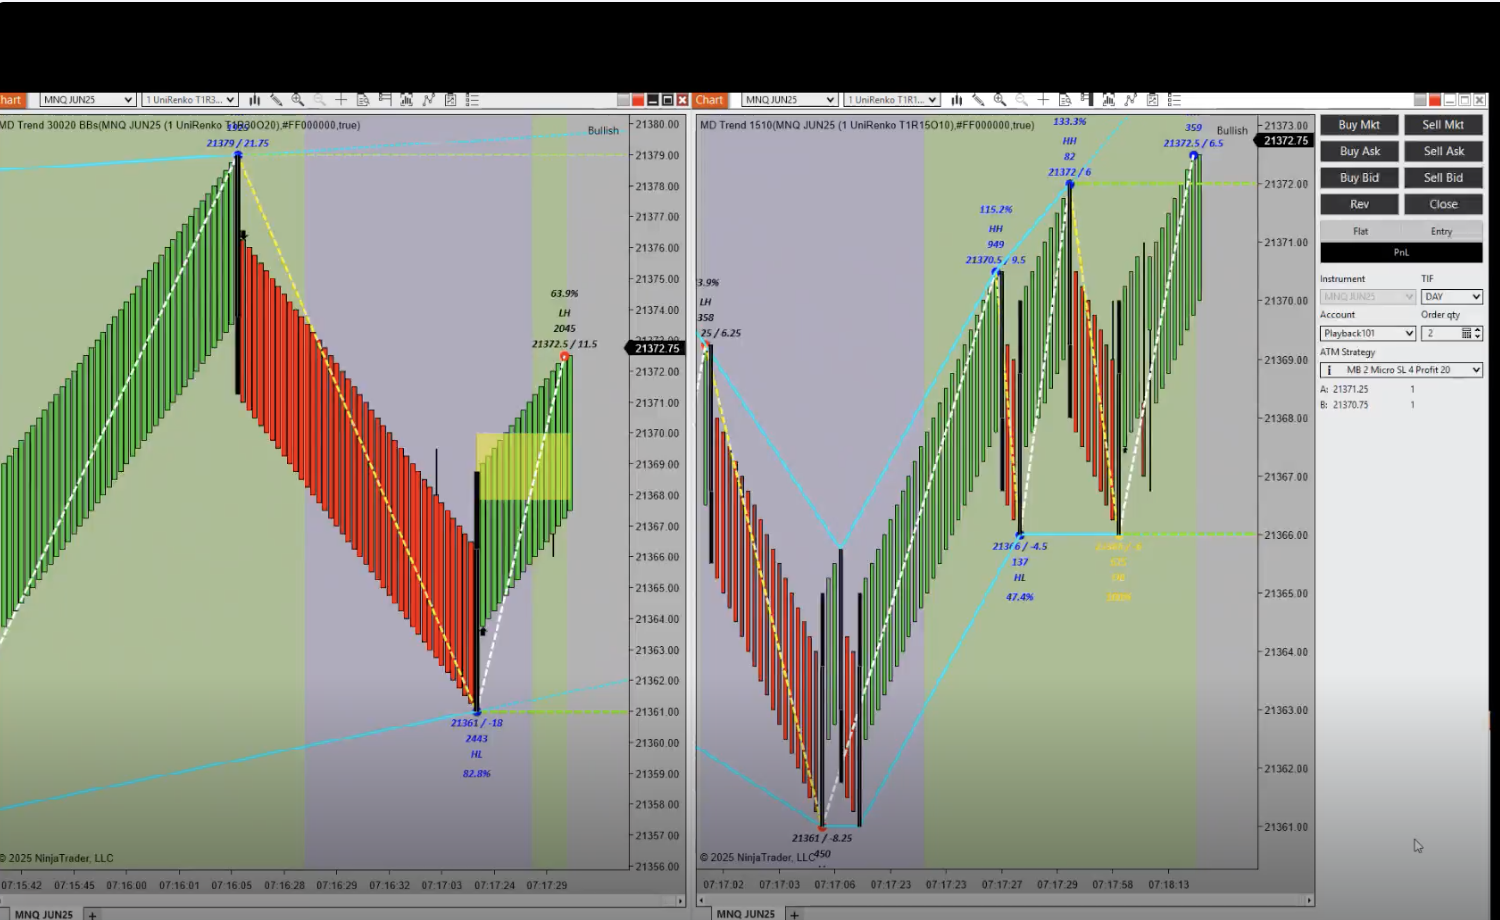 MNQ JUN25
1 UniRenko T1R3...
Chart
MNQ JUN25
1 UniRenko T1R1...
MD Trend 30020 BBs(MNQ JUN25 (1 UniRenko T1R30O20),#FF000000,true)
Bullish
21379 / 21.75
63.9%
LH
2045
21372.5 / 11.5
21361 / -18
2443
HL
82.8%
21380.00
21379.00
21378.00
21377.00
21376.00
21375.00
21374.00
21372.75
21372.00
21371.00
21370.00
21369.00
21368.00
21367.00
21366.00
21365.00
21364.00
21363.00
21362.00
21361.00
21360.00
21359.00
21358.00
21357.00
21356.00
© 2025 NinjaTrader, LLC
07:15:42 07:15:45 07:16:00 07:16:01 07:16:05 07:16:28 07:16:29 07:16:32 07:17:03 07:17:24 07:17:29
MNQ JUN25 +
MD Trend 1510(MNQ JUN25 (1 UniRenko T1R15O10),#FF000000,true)
Bullish
133.3%
HH
82
21372 / 6
359
21372.5 / 6.5
115.2%
HH
949
21370.5 / 9.5
3.9%
LH
358
25 / 6.25
21366 / -4.5
137
HL
47.4%
21361 / -8.25
450
21373.00
21372.75
21372.00
21371.00
21370.00
21369.00
21368.00
21367.00
21366.00
21365.00
21364.00
21363.00
21362.00
21361.00
© 2025 NinjaTrader, LLC
07:17:02 07:17:03 07:17:06 07:17:23 07:17:23 07:17:27 07:17:29 07:17:58 07:18:13
MNQ JUN25 +
Buy Mkt Sell Mkt
Buy Ask Sell Ask
Buy Bid Sell Bid
Rev Close
Flat Entry
PnL
Instrument TIF
MNQ JUN25 DAY
Account Order qty
Playback101 2
ATM Strategy
i MB 2 Micro SL 4 Profit 20
A: 21371.25 1
B: 21370.75 1